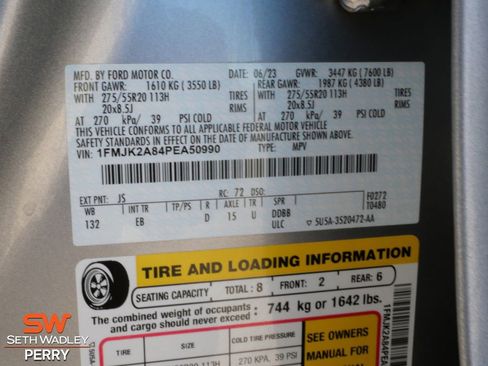 MFD. BY FORD MOTOR CO. DATE: 06/23 GVWR: 3447 KG ( 7600 LB)
FRONT GAWR: 1610 KG ( 3550 LB) REAR GAWR: 1987 KG ( 4380 LB)
WITH 275/55R20 113H TIRES WITH 275/55R20 113H TIRES
20x8.5J RIMS 20x8.5J RIMS
AT 270 kPa/ 39 PSI COLD AT 270 kPa/ 39 PSI COLD
THIS VEHICLE CONFORMS TO ALL APPLICABLE FEDERAL MOTOR VEHICLE
SAFETY STANDARDS IN EFFECT ON THE DATE OF MANUFACTURE SHOWN ABOVE.
VIN: 1FMJK2A84PEA50990 TYPE: MPV
EXT PNT: JS RC: 72 DSO: F0272
WB INT TR TP/PS R AXLE TR SPR T0480
132 EB D 15 U DDBB
ULC 5U5A-3520472-AA
TIRE AND LOADING INFORMATION
SEATING CAPACITY TOTAL: 8 FRONT: 2 REAR: 6
The combined weight of occupants and cargo should never exceed: 744 kg or 1642 lbs.
TIRE SIZE COLD TIRE PRESSURE
270 KPA, 39 PSI
SEE OWNERS
MANUAL FOR
1FMJK2A84PEA
SW
SETH WADLEY
PERRY